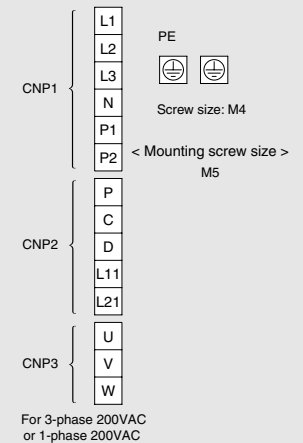 CNP1
L1
L2
L3
N
P1
P2
PE
Screw size: M4
< Mounting screw size >
M5
CNP2
P
C
D
L11
L21
CNP3
U
V
W
For 3-phase 200VAC
or 1-phase 200VAC